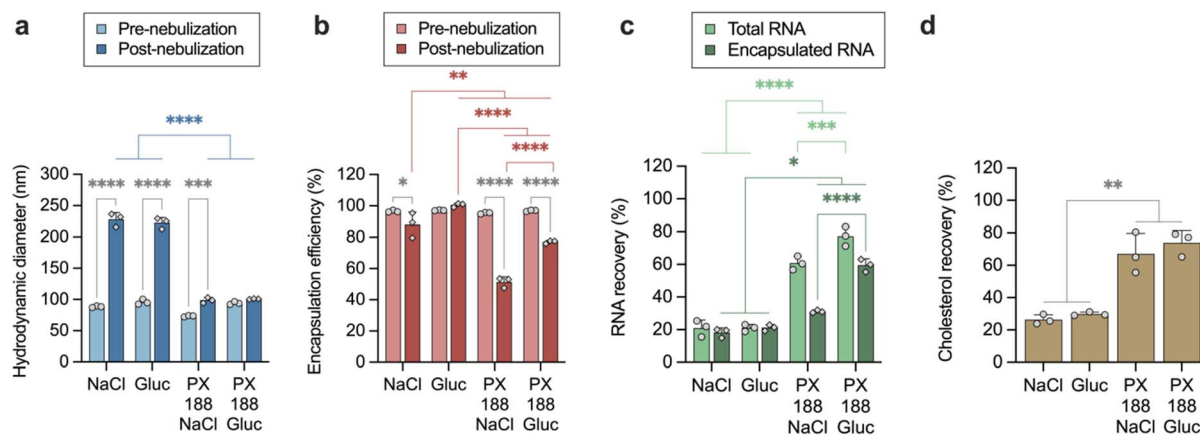 a
Pre-nebulization
Post-nebulization
****
Hydrodynamic diameter (nm)
300
250
200
150
100
50
0
**** **** ***
NaCl Gluc PX PX
188 188
NaCl Gluc
b
Pre-nebulization
Post-nebulization
**
****
****
Encapsulation efficiency (%)
120
100
80
60
40
20
0
* **** ****
NaCl Gluc PX PX
188 188
NaCl Gluc
c
Total RNA
Encapsulated RNA
****
***
*
****
RNA recovery (%)
120
100
80
60
40
20
0
NaCl Gluc PX PX
188 188
NaCl Gluc
d
Cholesterol recovery (%)
120
100
80
60
40
20
0
**
NaCl Gluc PX PX
188 188
NaCl Gluc